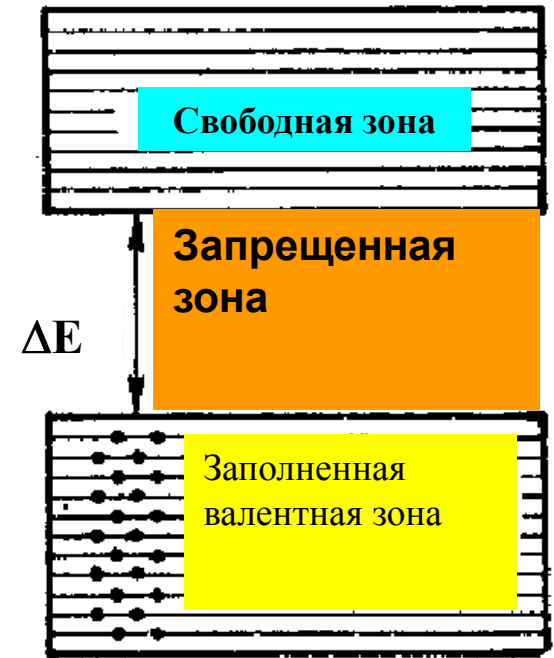 Свободная зона
Запрещенная
зона
ΔE
Заполненная
валентная зона